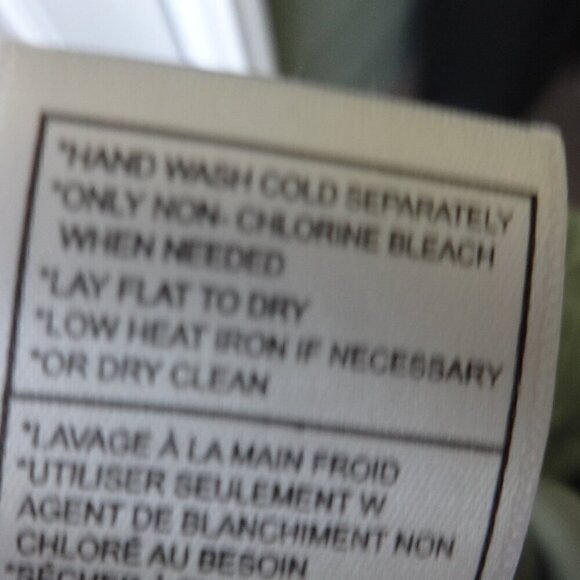 *HAND WASH COLD SEPARATELY
*ONLY NON- CHLORINE BLEACH
WHEN NEEDED
*LAY FLAT TO DRY
*LOW HEAT IRON IF NECESSARY
*OR DRY CLEAN
*LAVAGE À LA MAIN FROID
*UTILISER SEULEMENT W
AGENT DE BLANCHIMENT NON
CHLORÉ AU BESOIN
*SÉCHER À